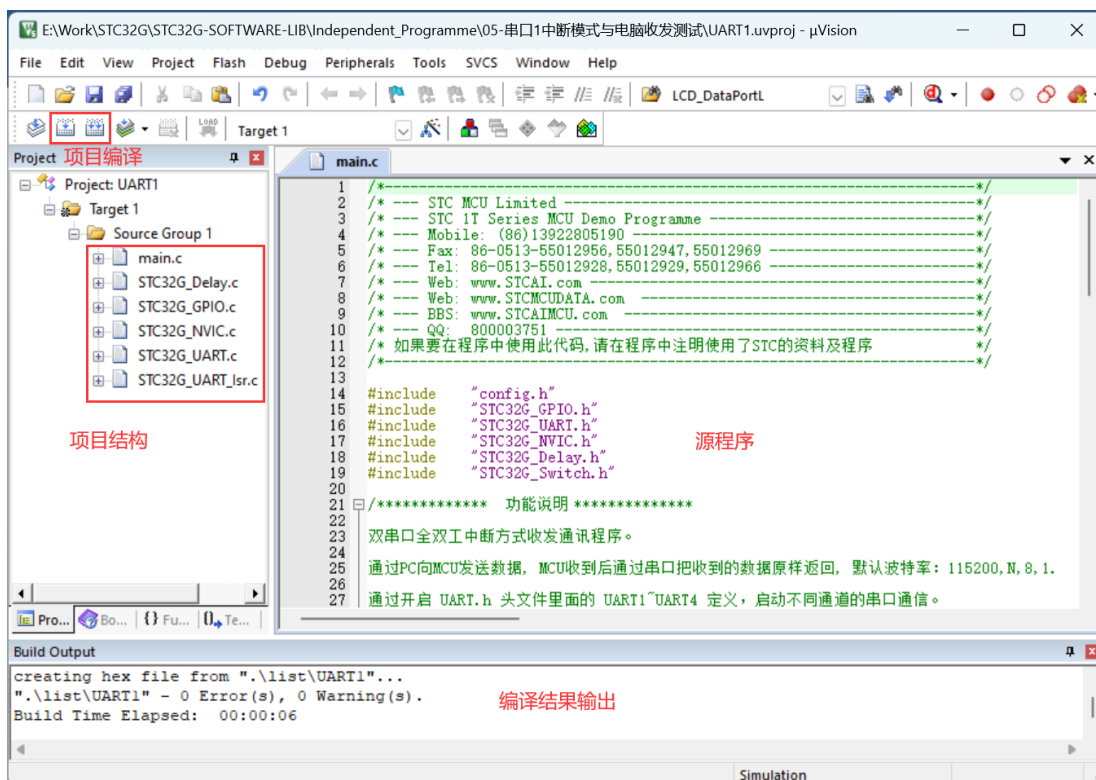 E:\Work\STC32G\STC32G-SOFTWARE-LIB\Independent_Programme\05-串口1中断模式与电脑收发测试\UART1.uvproj - µVision
File Edit View Project Flash Debug Peripherals Tools SVCS Window Help
LCD_DataPortL
LOAD
Target 1
Project 项目编译
main.c
Project: UART1
Target 1
Source Group 1
main.c
STC32G_Delay.c
STC32G_GPIO.c
STC32G_NVIC.c
STC32G_UART.c
STC32G_UART_Isr.c
项目结构
1 /*---------------------------------------------------------------------*/
2 /* --- STC MCU Limited ------------------------------------------------*/
3 /* --- STC 1T Series MCU Demo Programme -------------------------------*/
4 /* --- Mobile: (86)13922805190 ----------------------------------------*/
5 /* --- Fax: 86-0513-55012956,55012947,55012969 ------------------------*/
6 /* --- Tel: 86-0513-55012928,55012929,55012966 ------------------------*/
7 /* --- Web: www.STCAI.com ---------------------------------------------*/
8 /* --- Web: www.STCMCUDATA.com ---------------------------------------*/
9 /* --- BBS: www.STCAIMCU.com -----------------------------------------*/
10 /* --- QQ: 800003751 -------------------------------------------------*/
11 /* 如果要在程序中使用此代码,请在程序中注明使用了STC的资料及程序 */
12 /*---------------------------------------------------------------------*/
13
14 #include "config.h"
15 #include "STC32G_GPIO.h"
16 #include "STC32G_UART.h"
17 #include "STC32G_NVIC.h"
18 #include "STC32G_Delay.h"
19 #include "STC32G_Switch.h"
源程序
20
21 /************* 功能说明 **************
22
23 双串口全双工中断方式收发通讯程序。
24
25 通过PC向MCU发送数据, MCU收到后通过串口把收到的数据原样返回, 默认波特率: 115200,N,8,1.
26
27 通过开启 UART.h 头文件里面的 UART1~UART4 定义，启动不同通道的串口通信。
Pro... Bo... {} Fu... 0 Te...
Build Output
creating hex file from ".\list\UART1"...
".\list\UART1" - 0 Error(s), 0 Warning(s).
Build Time Elapsed: 00:00:06
编译结果输出
Simulation